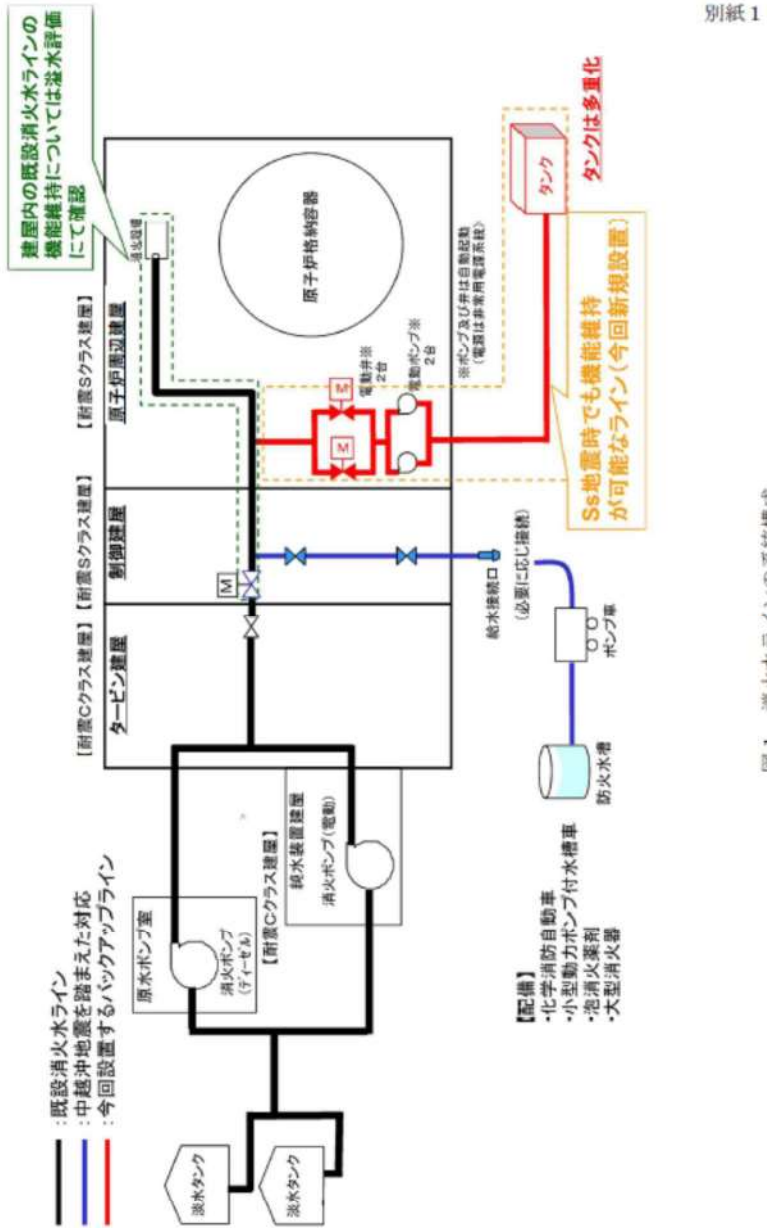 別紙1
建屋内の既設消火水ラインの
機能維持については溢水評価
にて確認
:既設消火水ライン
:中越沖地震を踏まえた対応
:今回設置するバックアップライン
【耐震Cクラス建屋】
タービン建屋
【耐震Sクラス建屋】
制御建屋
【耐震Sクラス建屋】
原子炉周辺建屋
原子炉格納容器
淡水タンク
淡水タンク
原水ポンプ室
消火ポンプ
(ディーゼル)
【耐震Cクラス建屋】
純水装置建屋
消火ポンプ(電動)
M
M
M
電動弁※
2台
電動ポンプ※
2台
※ポンプ及び弁は自動起動
(電源は非常用電源系統)
タンク
タンクは多重化
Ss地震時でも機能維持
が可能なライン(今回新規設置)
給水接続口
(必要に応じ接続)
ポンプ車
防火水槽
【配備】
・化学消防自動車
・小型動力ポンプ付水槽車
・泡消火薬剤
・大型消火器